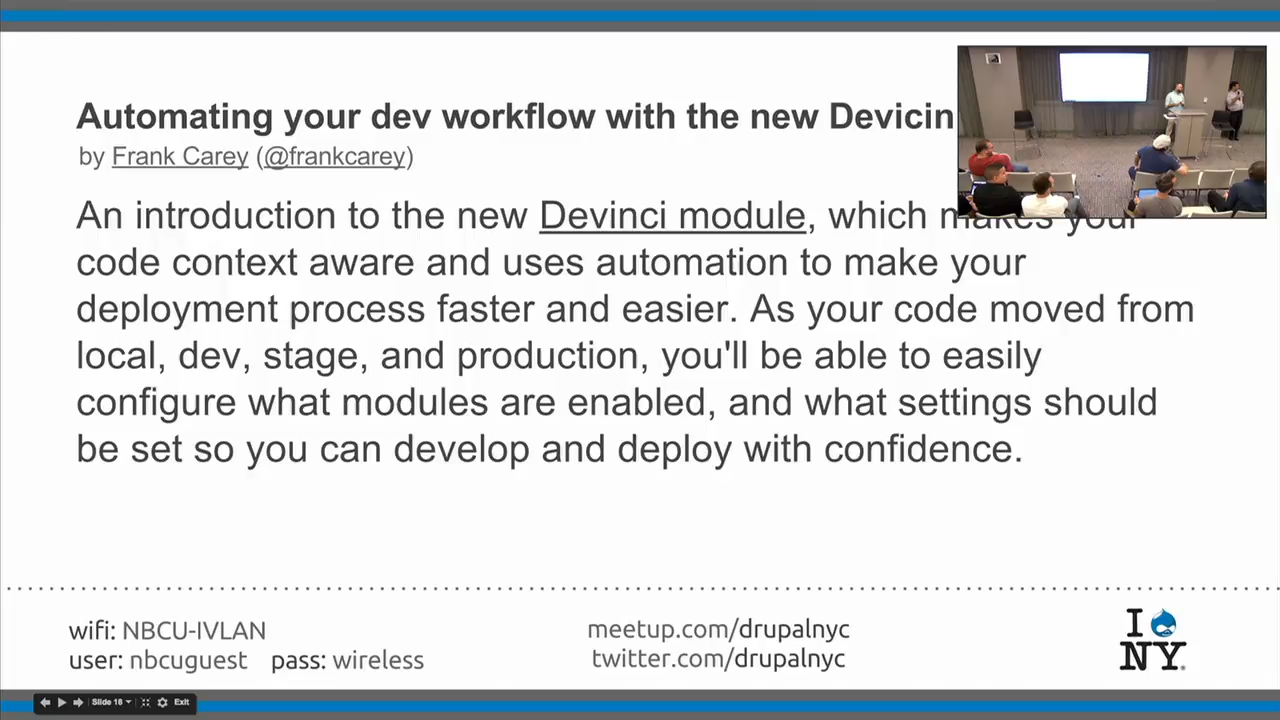 Automating your dev workflow with the new Devicin
by Frank Carey (@frankcarey)
An introduction to the new Devinci module, which makes your
code context aware and uses automation to make your
deployment process faster and easier. As your code moved from
local, dev, stage, and production, you'll be able to easily
configure what modules are enabled, and what settings should
be set so you can develop and deploy with confidence.
wifi: NBCU-IVLAN
user: nbcuguest pass: wireless
meetup.com/drupalnyc
twitter.com/drupalnyc
I
NY
Slide 16
Exit